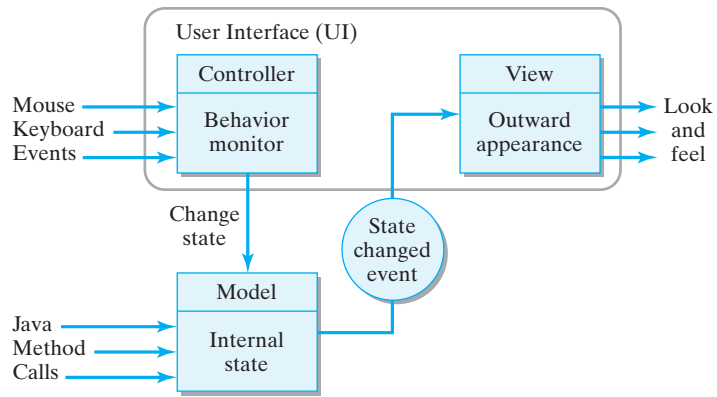 User Interface (UI)
Controller
View
Mouse
Keyboard
Events
Behavior
monitor
Outward
appearance
Look
and
feel
Change
state
State
changed
event
Model
Java
Method
Calls
Internal
state